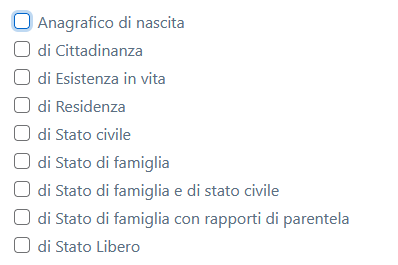 Anagrafico di nascita
di Cittadinanza
di Esistenza in vita
di Residenza
di Stato civile
di Stato di famiglia
di Stato di famiglia e di stato civile
di Stato di famiglia con rapporti di parentela
di Stato Libero